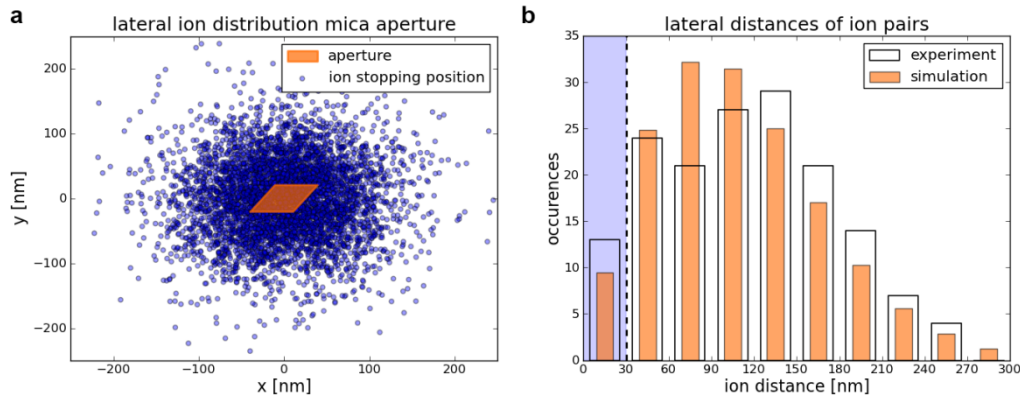 a
lateral ion distribution mica aperture
aperture
ion stopping position
200
100
0
−100
−200
y [nm]
−200 −100 0 100 200
x [nm]
b
lateral distances of ion pairs
experiment
simulation
35
30
25
20
15
10
5
0
occurences
0 30 60 90 120 150 180 210 240 270 300
ion distance [nm]